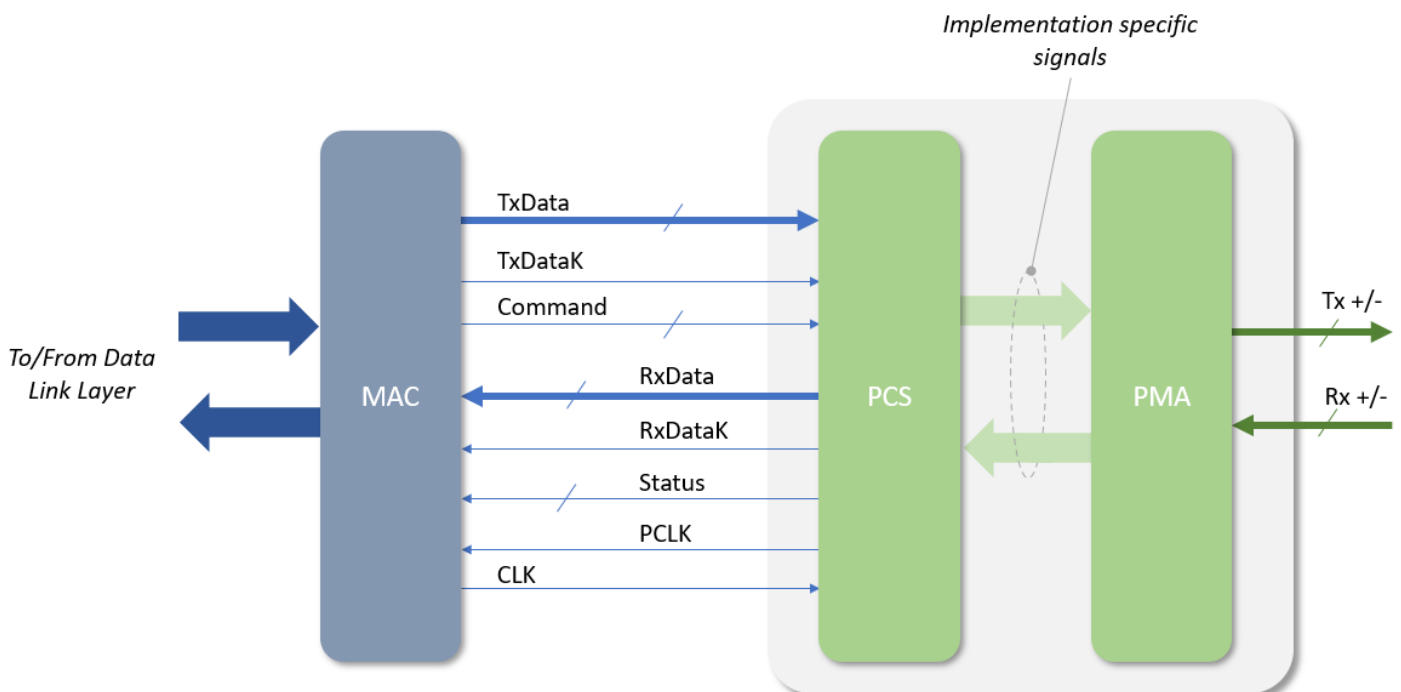 Implementation specific
signals
TxData
TxDataK
Command
RxData
RxDataK
Status
PCLK
CLK
To/From Data
Link Layer
MAC
PCS
PMA
Tx +/-
Rx +/-